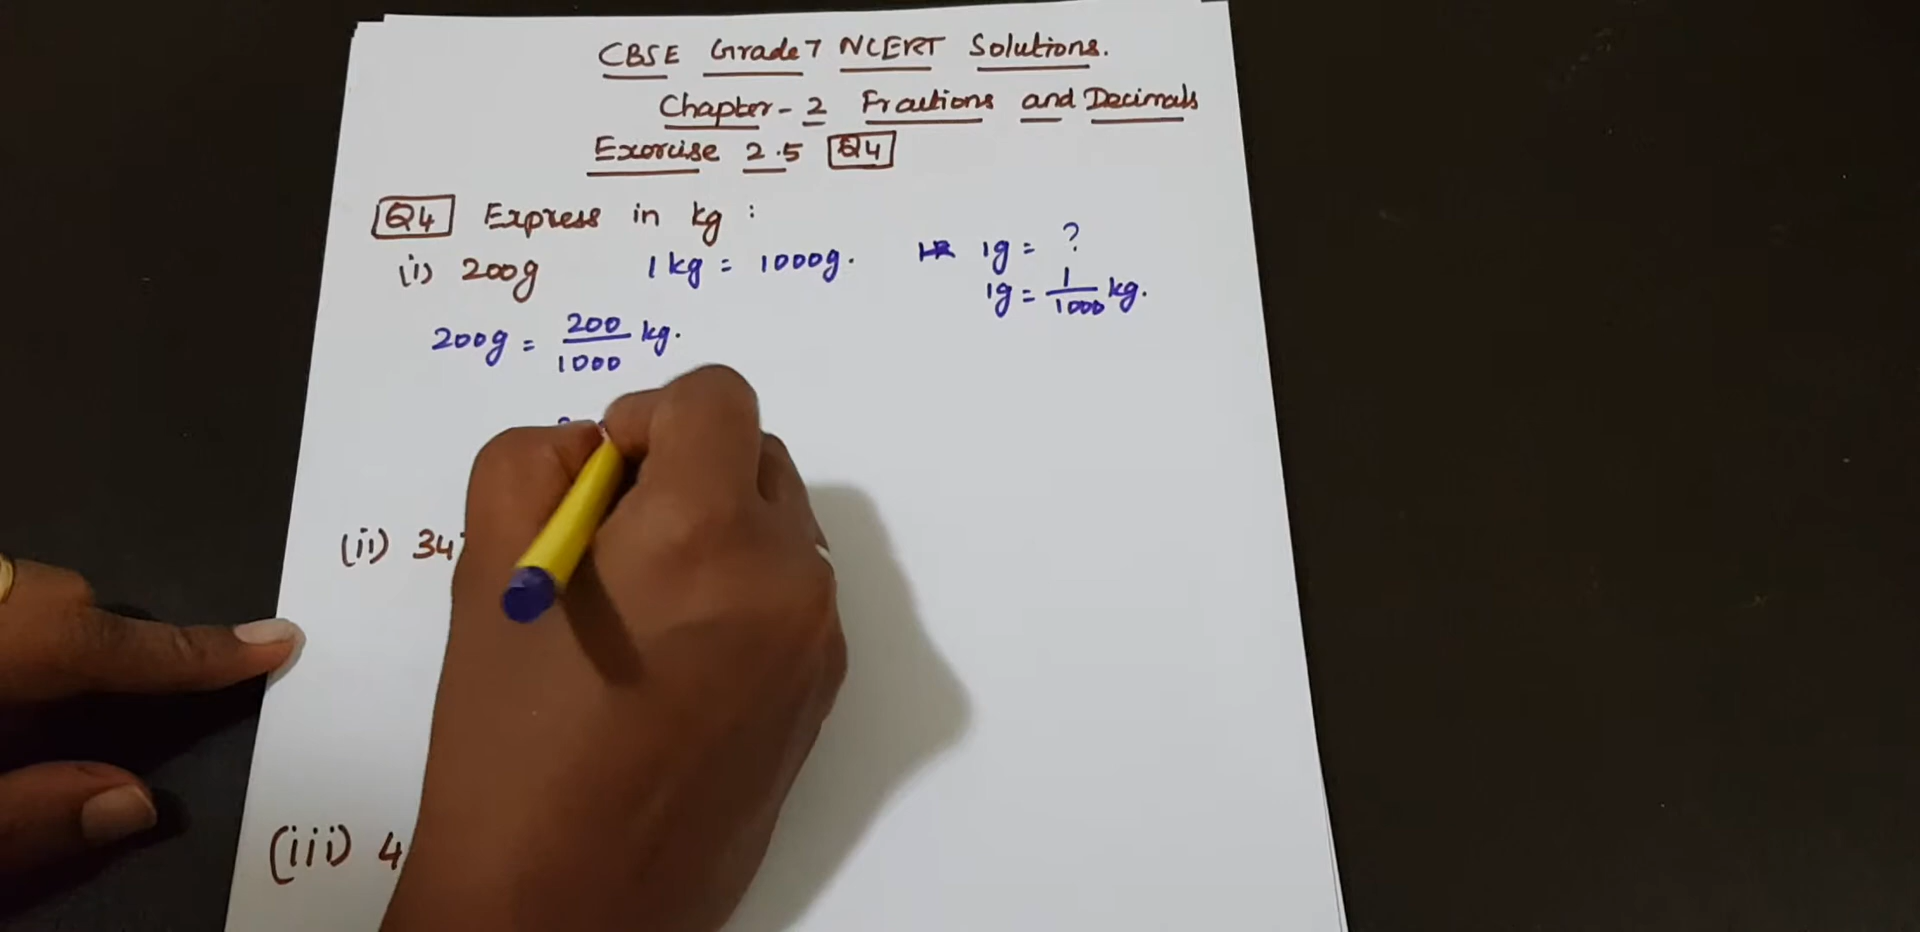 CBSE Grade 7 NCERT Solutions.
Chapter - 2 Fractions and Decimals
Exercise 2.5 Q4
Q4 Express in kg :
(i) 200g 1 kg = 1000g. 1g = ?
1g = 1/1000 kg.
200g = 200/1000 kg.
(ii) 34
(iii) 4